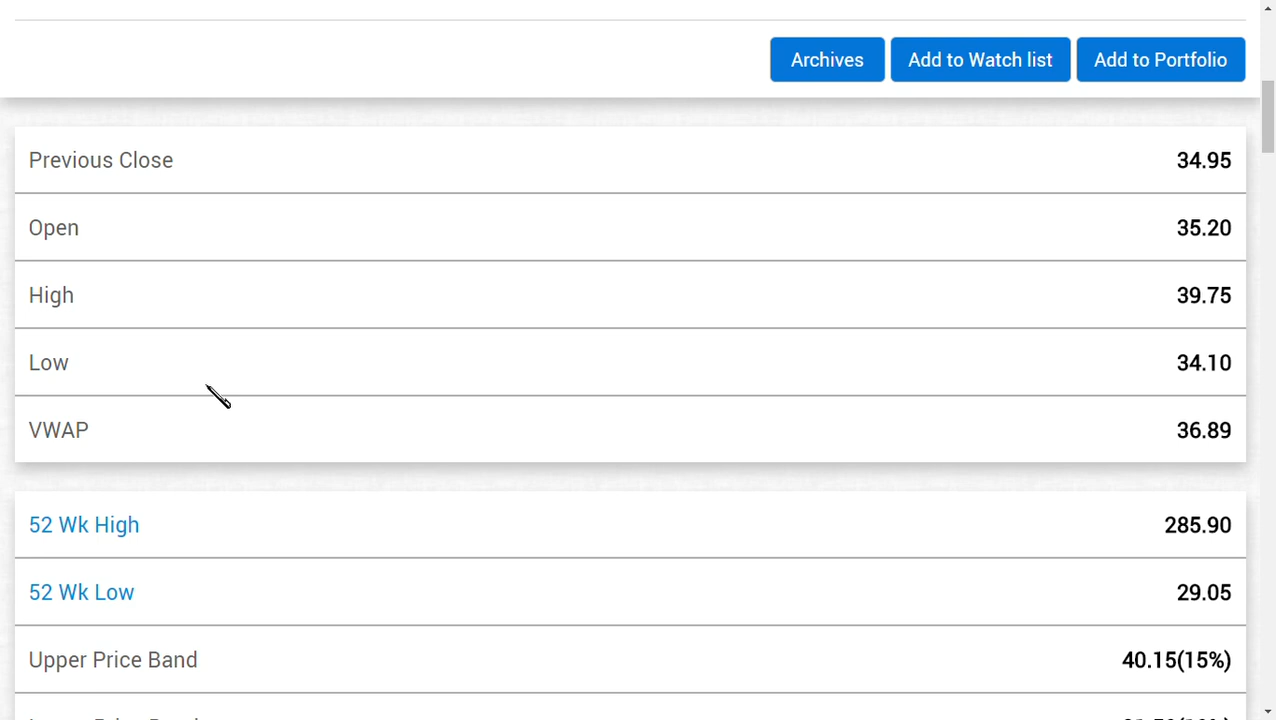 Archives Add to Watch list Add to Portfolio
Previous Close 34.95
Open 35.20
High 39.75
Low 34.10
VWAP 36.89
52 Wk High 285.90
52 Wk Low 29.05
Upper Price Band 40.15(15%)